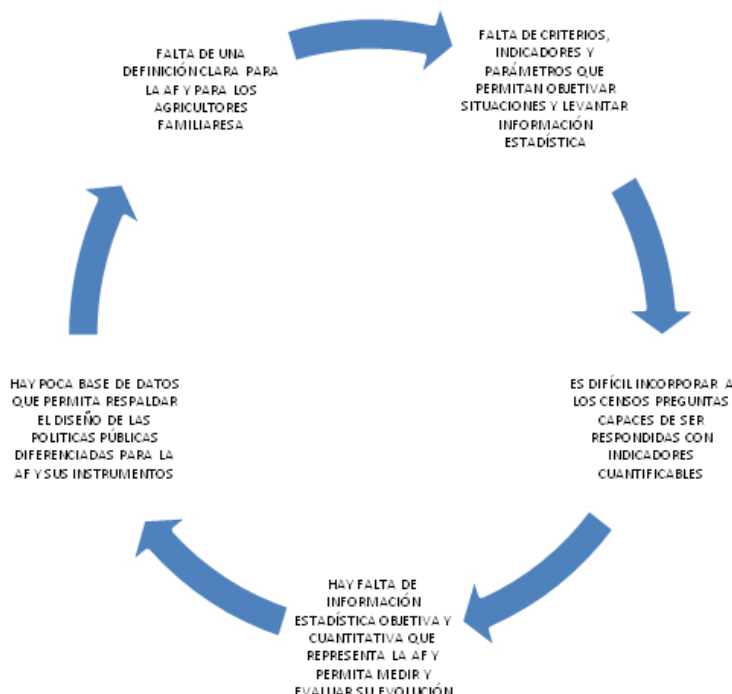 FALTA DE UNA
DEFINICIÓN CLARA PARA
LA AF Y PARA LOS
AGRICULTORES
FAMILIARESA
FALTA DE CRITERIOS,
INDICADORES Y
PARÁMETROS QUE
PERMITAN OBJETIVAR
SITUACIONES Y LEVANTAR
INFORMACIÓN
ESTADÍSTICA
ES DIFÍCIL INCORPORAR A
LOS CENSOS PREGUNTAS
CAPACES DE SER
RESPONDIDAS CON
INDICADORES
CUANTIFICABLES
HAY FALTA DE
INFORMACIÓN
ESTADÍSTICA OBJETIVA Y
CUANTITATIVA QUE
REPRESENTA LA AF Y
PERMITA MEDIR Y
EVALUAR SU EVOLUCIÓN
HAY POCA BASE DE DATOS
QUE PERMITA RESPALDAR
EL DISEÑO DE LAS
POLITICAS PÚBLICAS
DIFERENCIADAS PARA LA
AF Y SUS INSTRUMENTOS